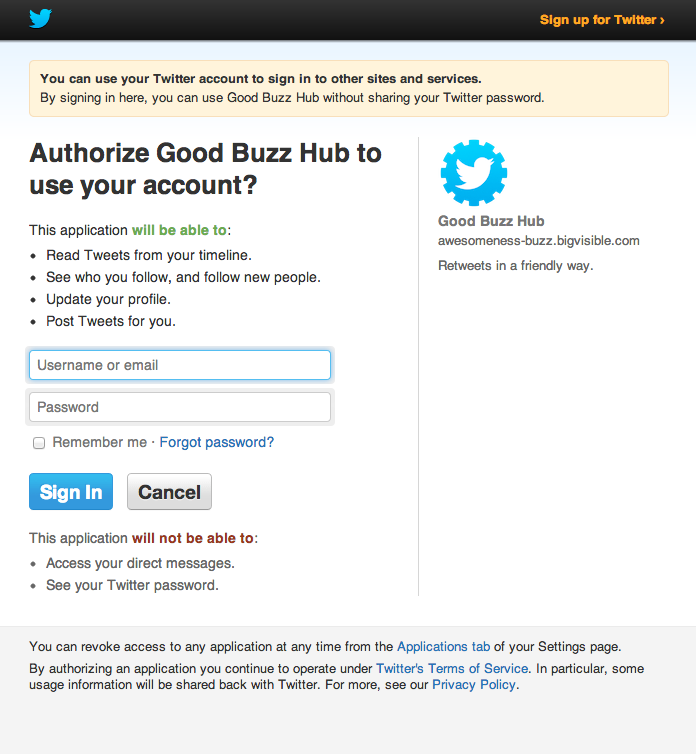 Sign up for Twitter ›
You can use your Twitter account to sign in to other sites and services.
By signing in here, you can use Good Buzz Hub without sharing your Twitter password.
Authorize Good Buzz Hub to
use your account?
This application will be able to:
• Read Tweets from your timeline.
• See who you follow, and follow new people.
• Update your profile.
• Post Tweets for you.
Username or email
Password
Remember me · Forgot password?
Sign In
Cancel
This application will not be able to:
• Access your direct messages.
• See your Twitter password.
Good Buzz Hub
awesomeness-buzz.bigvisible.com
Retweets in a friendly way.
You can revoke access to any application at any time from the Applications tab of your Settings page.
By authorizing an application you continue to operate under Twitter's Terms of Service. In particular, some
usage information will be shared back with Twitter. For more, see our Privacy Policy.